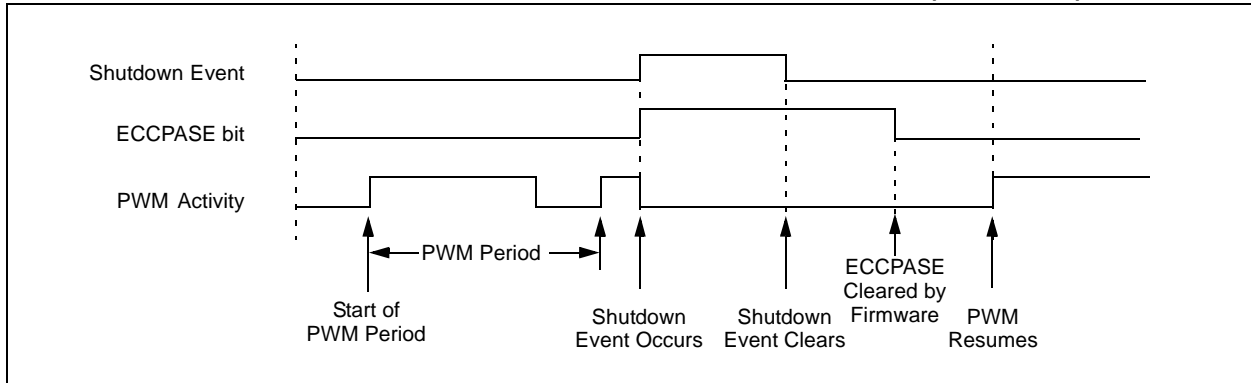 Shutdown Event
ECCPASE bit
PWM Activity
PWM Period
Start of
PWM Period
Shutdown
Event Occurs
Shutdown
Event Clears
ECCPASE
Cleared by
Firmware
PWM
Resumes